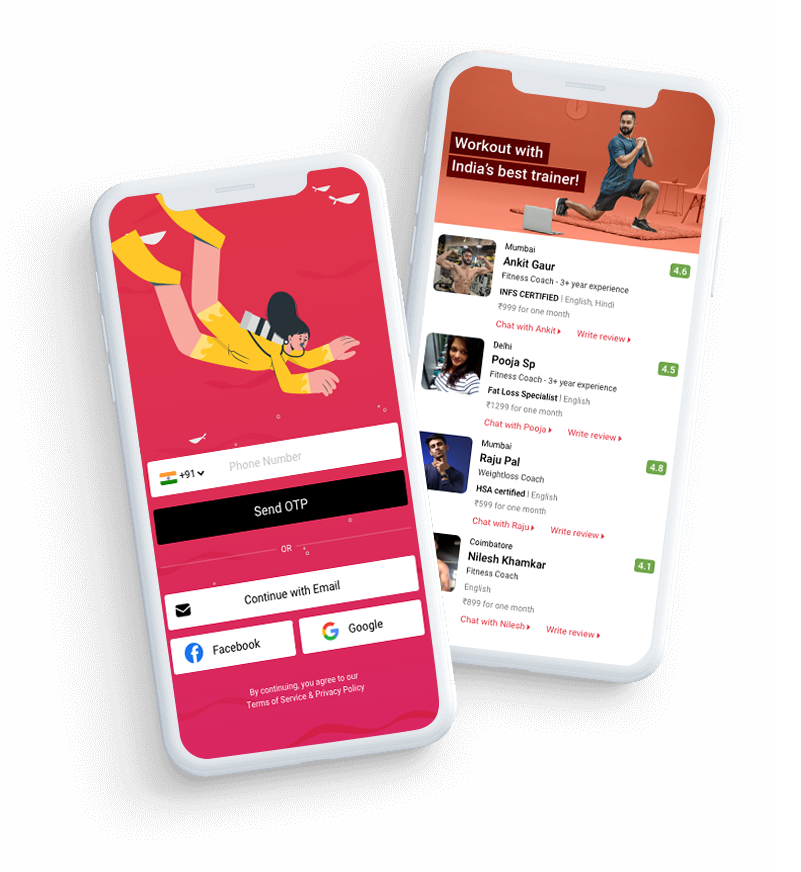 +91
Phone Number
Send OTP
OR
Continue with Email
Facebook
Google
By continuing, you agree to our
Terms of Service & Privacy Policy
Workout with
India's best trainer!
Mumbai
Ankit Gaur
4.6
Fitness Coach - 3+ year experience
INFS CERTIFIED | English, Hindi
₹999 for one month
Chat with Ankit Write review
Delhi
Pooja Sp
4.5
Fitness Coach - 3+ year experience
Fat Loss Specialist | English
₹1299 for one month
Chat with Pooja Write review
Mumbai
Raju Pal
4.8
Weightloss Coach
HSA certified | English
₹599 for one month
Chat with Raju Write review
Coimbatore
Nilesh Khamkar
4.1
Fitness Coach
English
₹899 for one month
Chat with Nilesh Write review